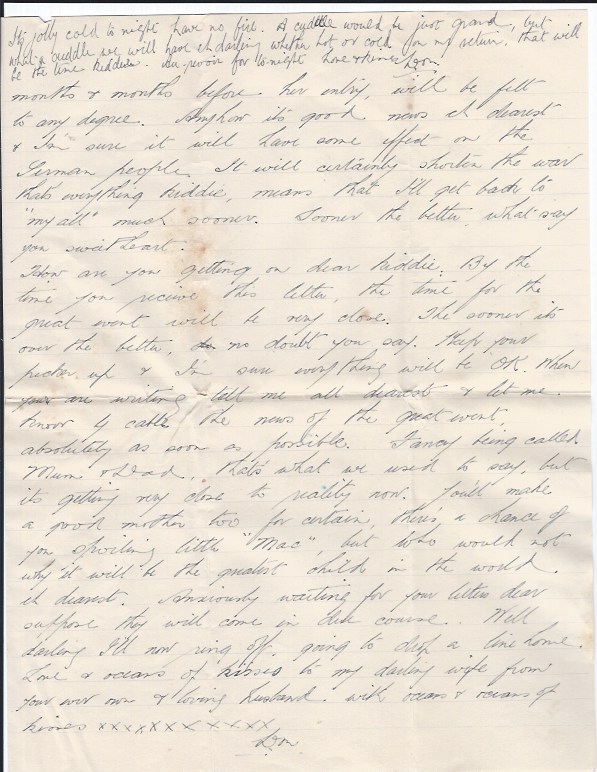 It's jolly cold to night have no fire. A cuddle would be just grand, but
what a cuddle we will have eh darling whether hot or cold on my return, that will
be the time kiddie. Au revoir for to-night love & kisses Don
months & months before her entry, will be felt
to any degree. Anyhow its good news eh dearest
& I'm sure it will have some effect on the
German people. It will certainly shorten the war
thats everything kiddie, means that I'll get back to
"my all" much sooner. Sooner the better what say
you sweetheart.
How are you getting on dear kiddie. By the
time you receive this letter, the time for the
great event will be very close. The sooner its
over the better, no doubt you say. Keep your
pecker up & I'm sure everything will be OK. When
you are writing tell me all dearest & let me
know by cable the news of the great event,
absolutely as soon as possible. Fancy being called
Mum & Dad, thats what we used to say, but
its getting very close to reality now. You'll make
a good mother too for certain, there's a chance of
you spoiling little "Mac", but who would not
why it will be the greatest child in the world
eh dearest. Anxiously waiting for your letters dear
suppose they will come in due course. Well
darling I'll now ring off, going to drop a line home.
Love & oceans of kisses to my darling wife from
your ever own & loving husband. with oceans & oceans of
kisses xxxxxxxxxxxx
Don